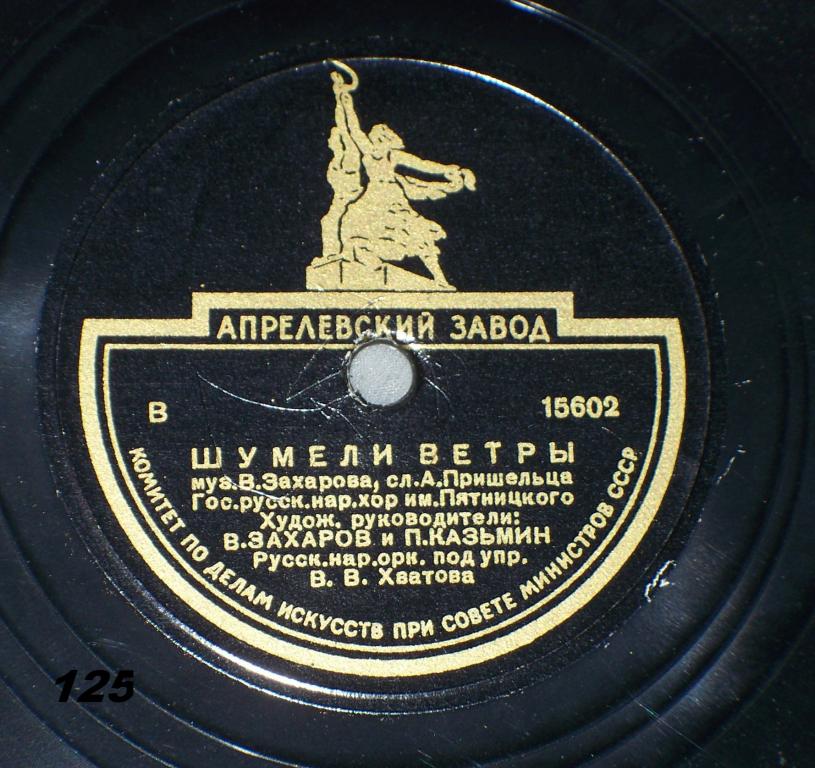 АПРЕЛЕВСКИЙ ЗАВОД
В 15602
ШУМЕЛИ ВЕТРЫ
муз.В.Захарова, сл.А.Пришельца
Гос.русск.нар.хор им.Пятницкого
Худож. руководители:
В.ЗАХАРОВ и П.КАЗЬМИН
Русск.нар.орк. под упр.
В. В. Хватова
КОМИТЕТ ПО ДЕЛАМ ИСКУССТВ ПРИ СОВЕТЕ МИНИСТРОВ СССР
125